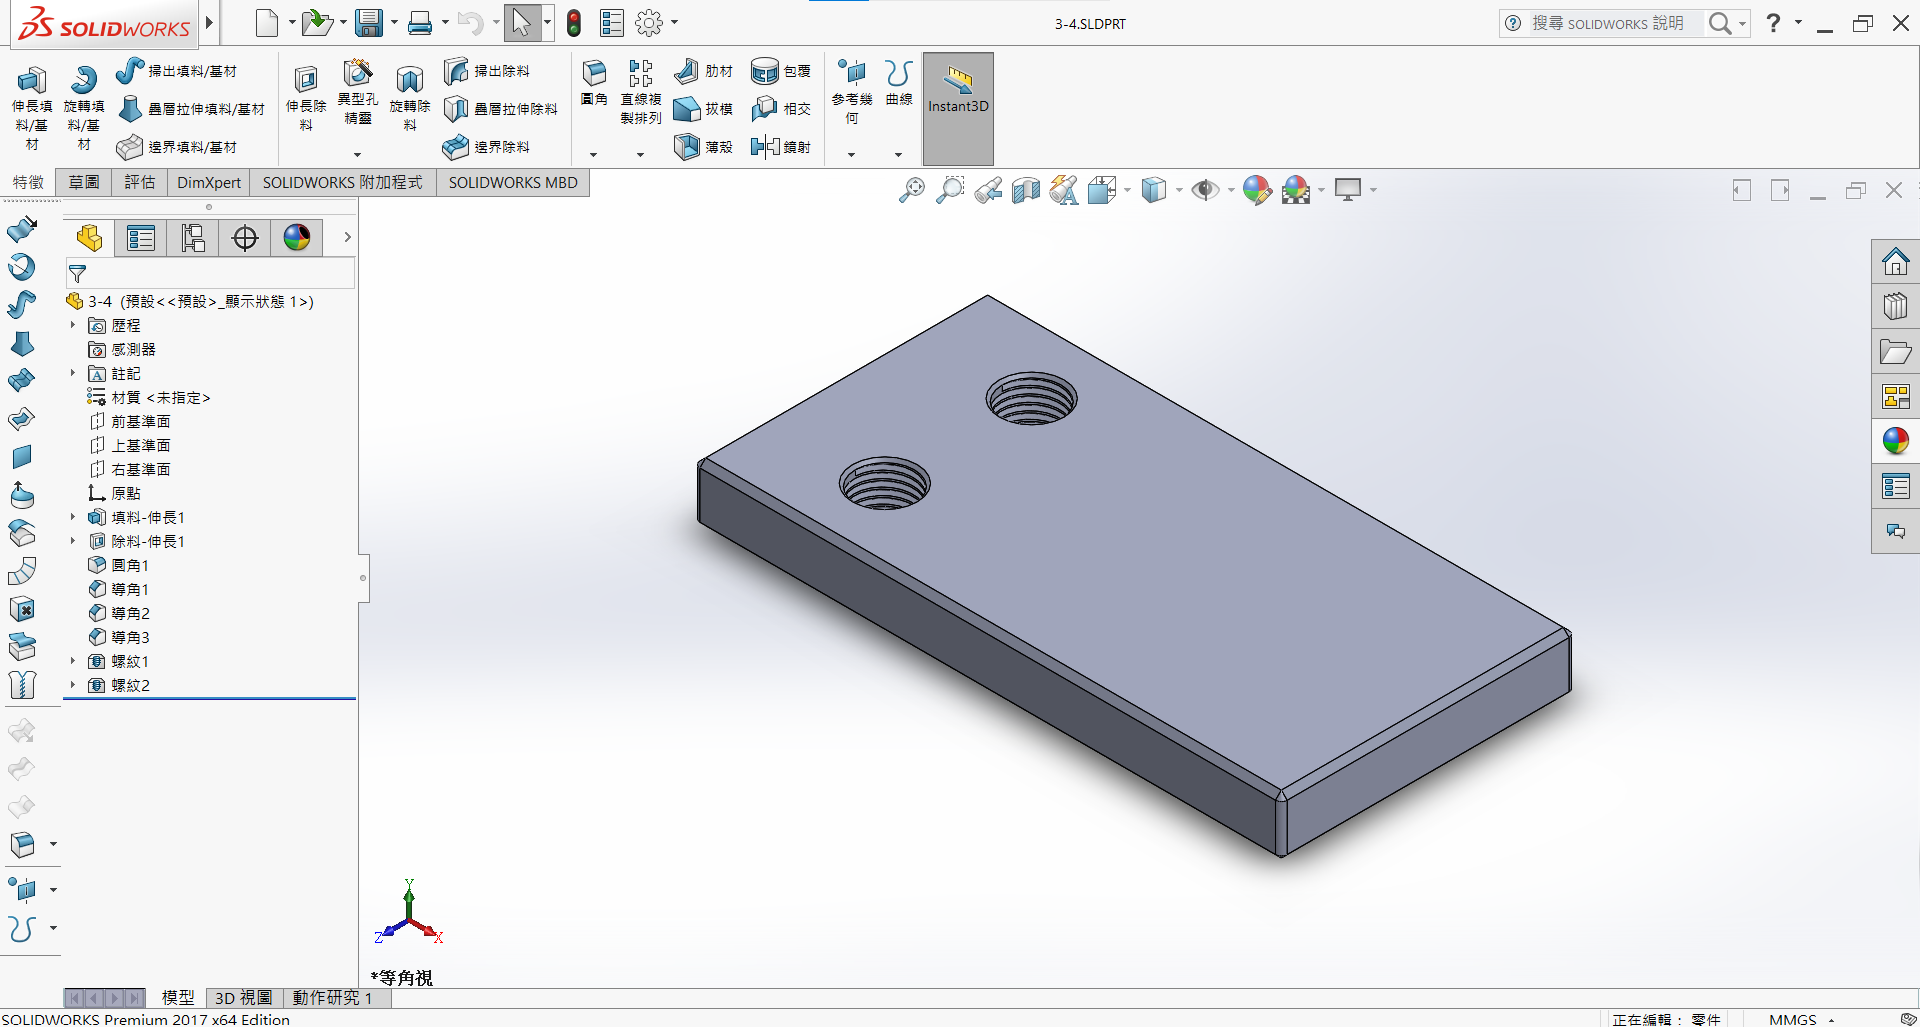 SOLIDWORKS
3-4.SLDPRT
搜尋 SOLIDWORKS 說明
伸長填料/基材
旋轉填料/基材
掃出填料/基材
疊層拉伸填料/基材
邊界填料/基材
伸長除料
異型孔精靈
旋轉除料
掃出除料
疊層拉伸除料
邊界除料
圓角
直線複製排列
肋材
拔模
薄殼
包覆
相交
鏡射
參考幾何
曲線
Instant3D
特徵
草圖
評估
DimXpert
SOLIDWORKS 附加程式
SOLIDWORKS MBD
3-4 (預設<<預設>_顯示狀態 1>)
歷程
感測器
註記
材質 <未指定>
前基準面
上基準面
右基準面
原點
填料-伸長1
除料-伸長1
圓角1
導角1
導角2
導角3
螺紋1
螺紋2
Y
Z
X
*等角視
模型
3D 視圖
動作研究 1
SOLIDWORKS Premium 2017 x64 Edition
正在編輯： 零件
MMGS